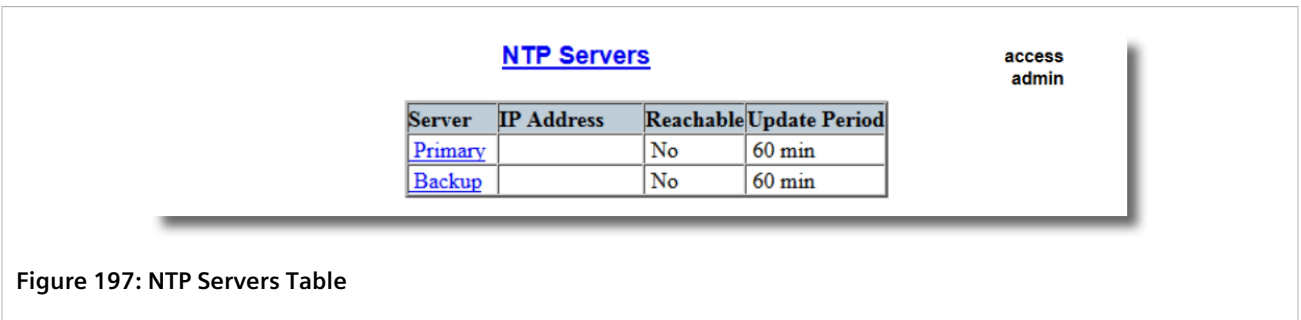 NTP Servers
access
admin
Server IP Address Reachable Update Period
Primary No 60 min
Backup No 60 min
Figure 197: NTP Servers Table